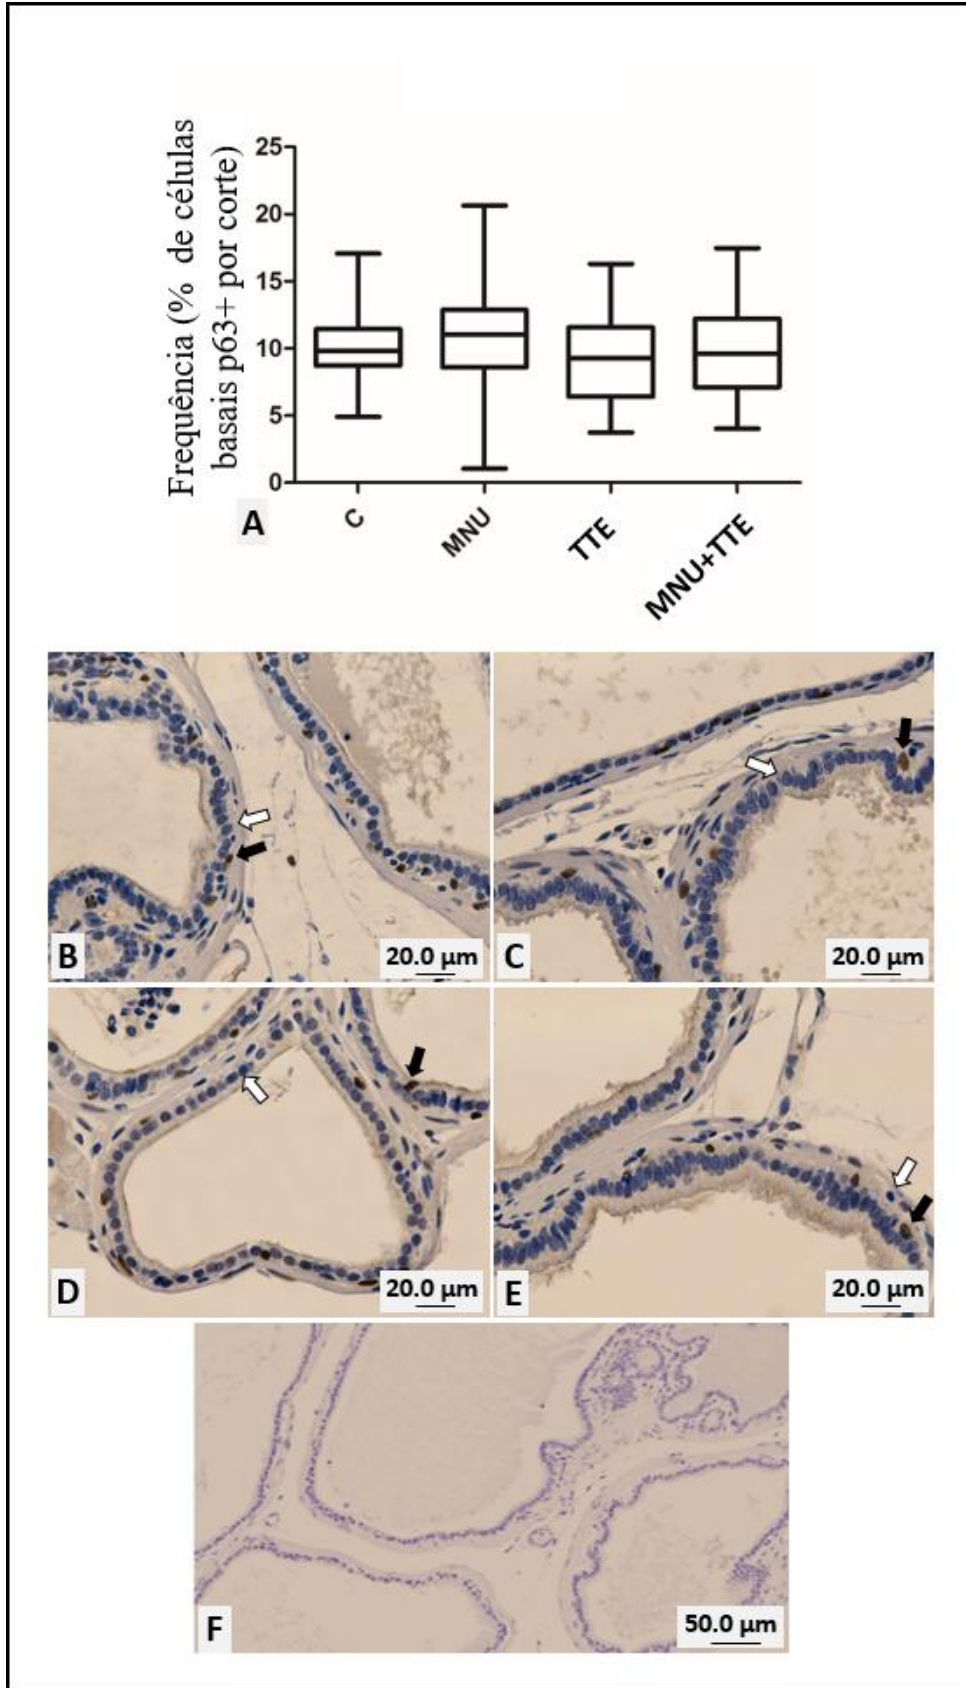 Frequência (% de células
basais p63+ por corte)
25
20
15
10
5
0
A
C
MNU
TTE
MNU+TTE
B
20.0 µm
C
20.0 µm
D
20.0 µm
E
20.0 µm
F
50.0 µm